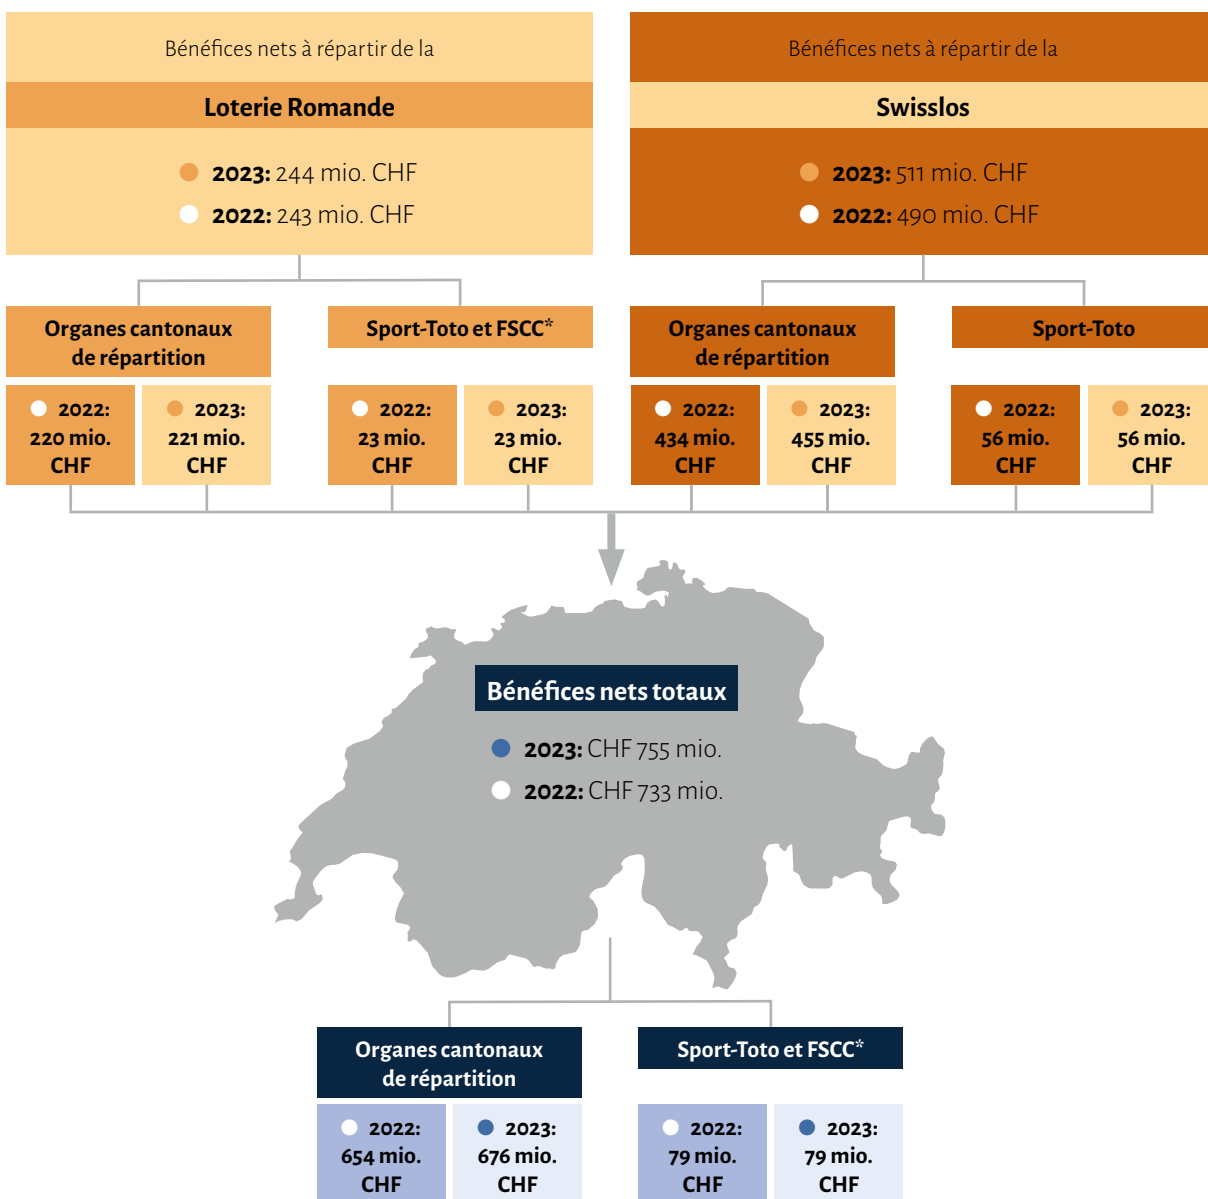 Bénéfices nets à répartir de la
Loterie Romande
2023: 244 mio. CHF
2022: 243 mio. CHF
Bénéfices nets à répartir de la
Swisslos
2023: 511 mio. CHF
2022: 490 mio. CHF
Organes cantonaux
de répartition
2022:
220 mio.
CHF
2023:
221 mio.
CHF
Sport-Toto et FSCC*
2022:
23 mio.
CHF
2023:
23 mio.
CHF
Organes cantonaux
de répartition
2022:
434 mio.
CHF
2023:
455 mio.
CHF
Sport-Toto
2022:
56 mio.
CHF
2023:
56 mio.
CHF
Bénéfices nets totaux
2023: CHF 755 mio.
2022: CHF 733 mio.
Organes cantonaux
de répartition
2022:
654 mio.
CHF
2023:
676 mio.
CHF
Sport-Toto et FSCC*
2022:
79 mio.
CHF
2023:
79 mio.
CHF